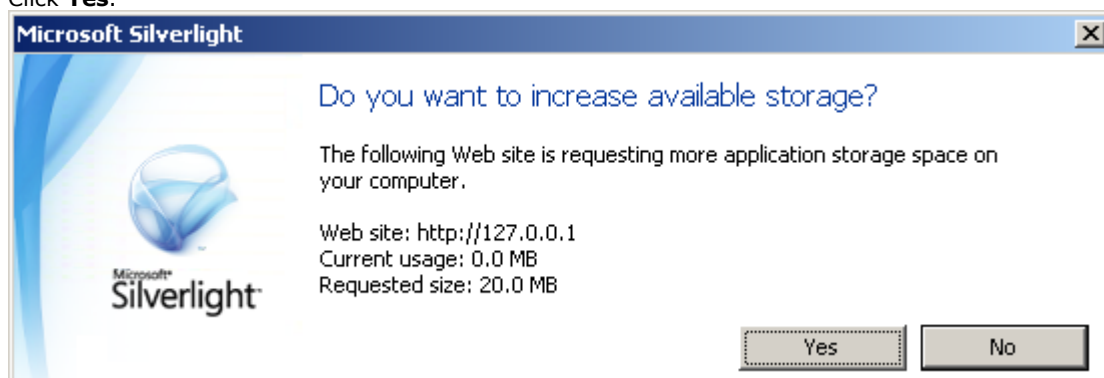 Click Yes.
Microsoft Silverlight
Do you want to increase available storage?
The following Web site is requesting more application storage space on
your computer.
Web site: http://127.0.0.1
Current usage: 0.0 MB
Requested size: 20.0 MB
Microsoft®
Silverlight™
Yes
No